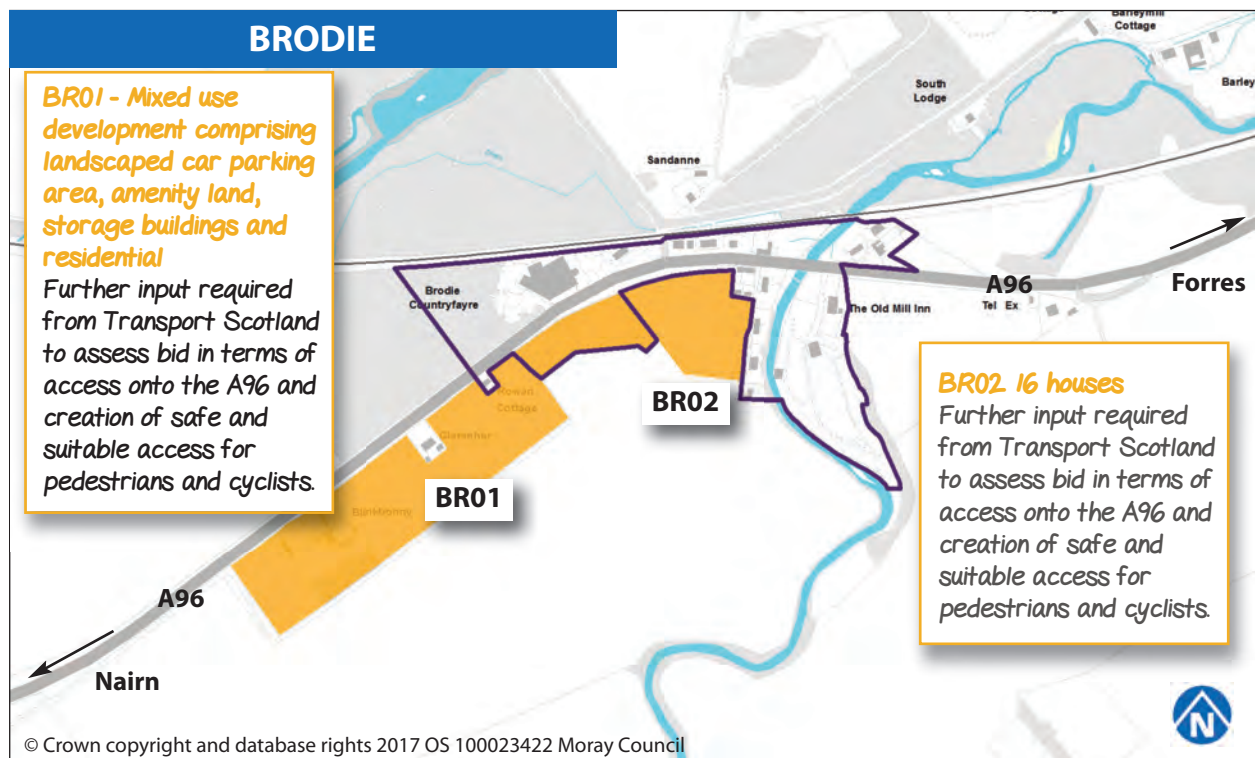 BRODIE
BR01 - Mixed use
development comprising
landscaped car parking
area, amenity land,
storage buildings and
residential
Further input required
from Transport Scotland
to assess bid in terms of
access onto the A96 and
creation of safe and
suitable access for
pedestrians and cyclists.
Cottage
Barleymill
Cottage
Barley
South
Lodge
Sandanne
Brodie
Countryfayre
A96
Forres
Tel Ex
The Old Mill Inn
Rowan
Cottage
BR02
BR01
BR02 16 houses
Further input required
from Transport Scotland
to assess bid in terms of
access onto the A96 and
creation of safe and
suitable access for
pedestrians and cyclists.
A96
Nairn
N
© Crown copyright and database rights 2017 OS 100023422 Moray Council